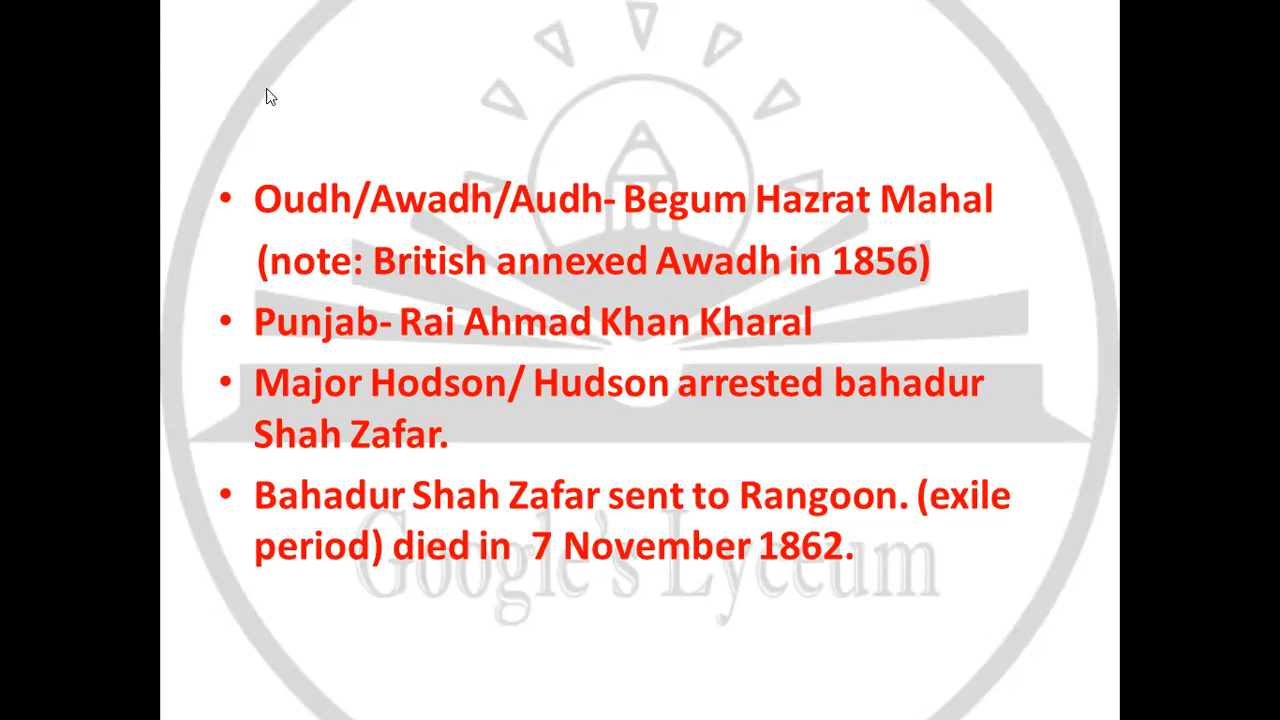 • Oudh/Awadh/Audh- Begum Hazrat Mahal
(note: British annexed Awadh in 1856)
• Punjab- Rai Ahmad Khan Kharal
• Major Hodson/ Hudson arrested bahadur
Shah Zafar.
• Bahadur Shah Zafar sent to Rangoon. (exile
period) died in 7 November 1862.
Google's Lyceum